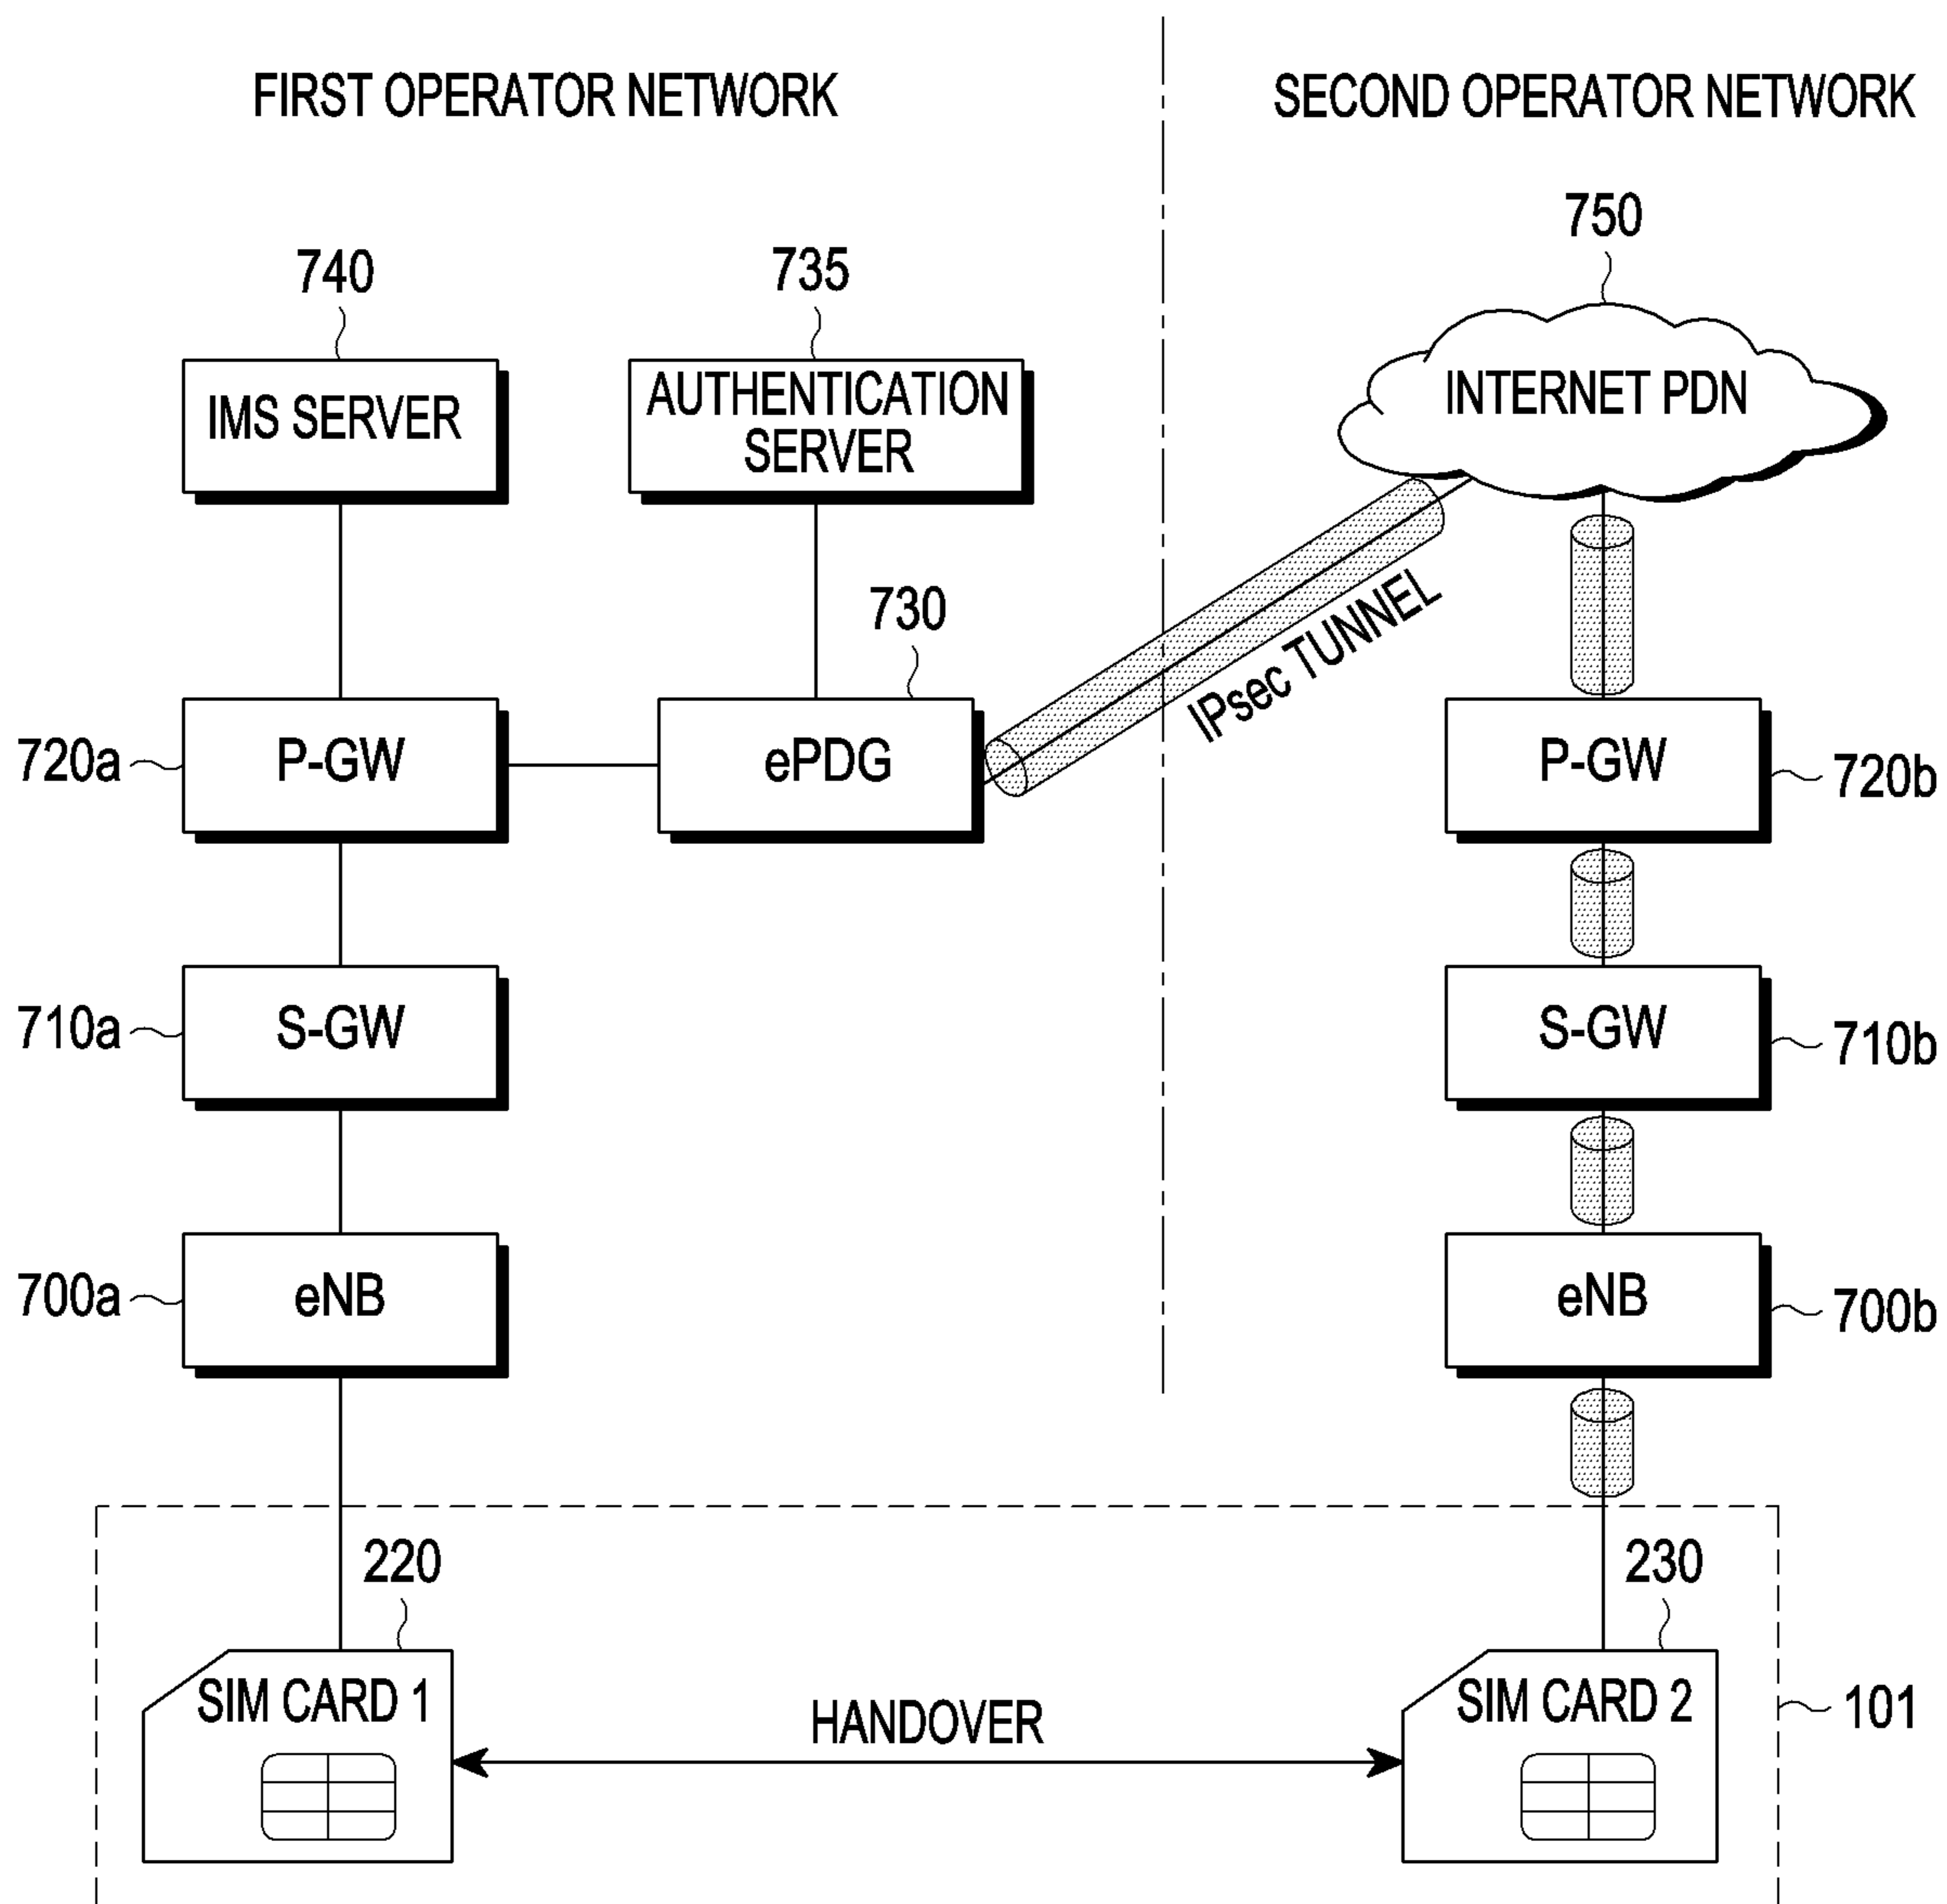 FIRST OPERATOR NETWORK
SECOND OPERATOR NETWORK
750
740
735
IMS SERVER
AUTHENTICATION
SERVER
INTERNET PDN
730
IPsec TUNNEL
720a
P-GW
ePDG
P-GW
720b
710a
S-GW
S-GW
710b
700a
eNB
eNB
700b
220
230
SIM CARD 1
HANDOVER
SIM CARD 2
101